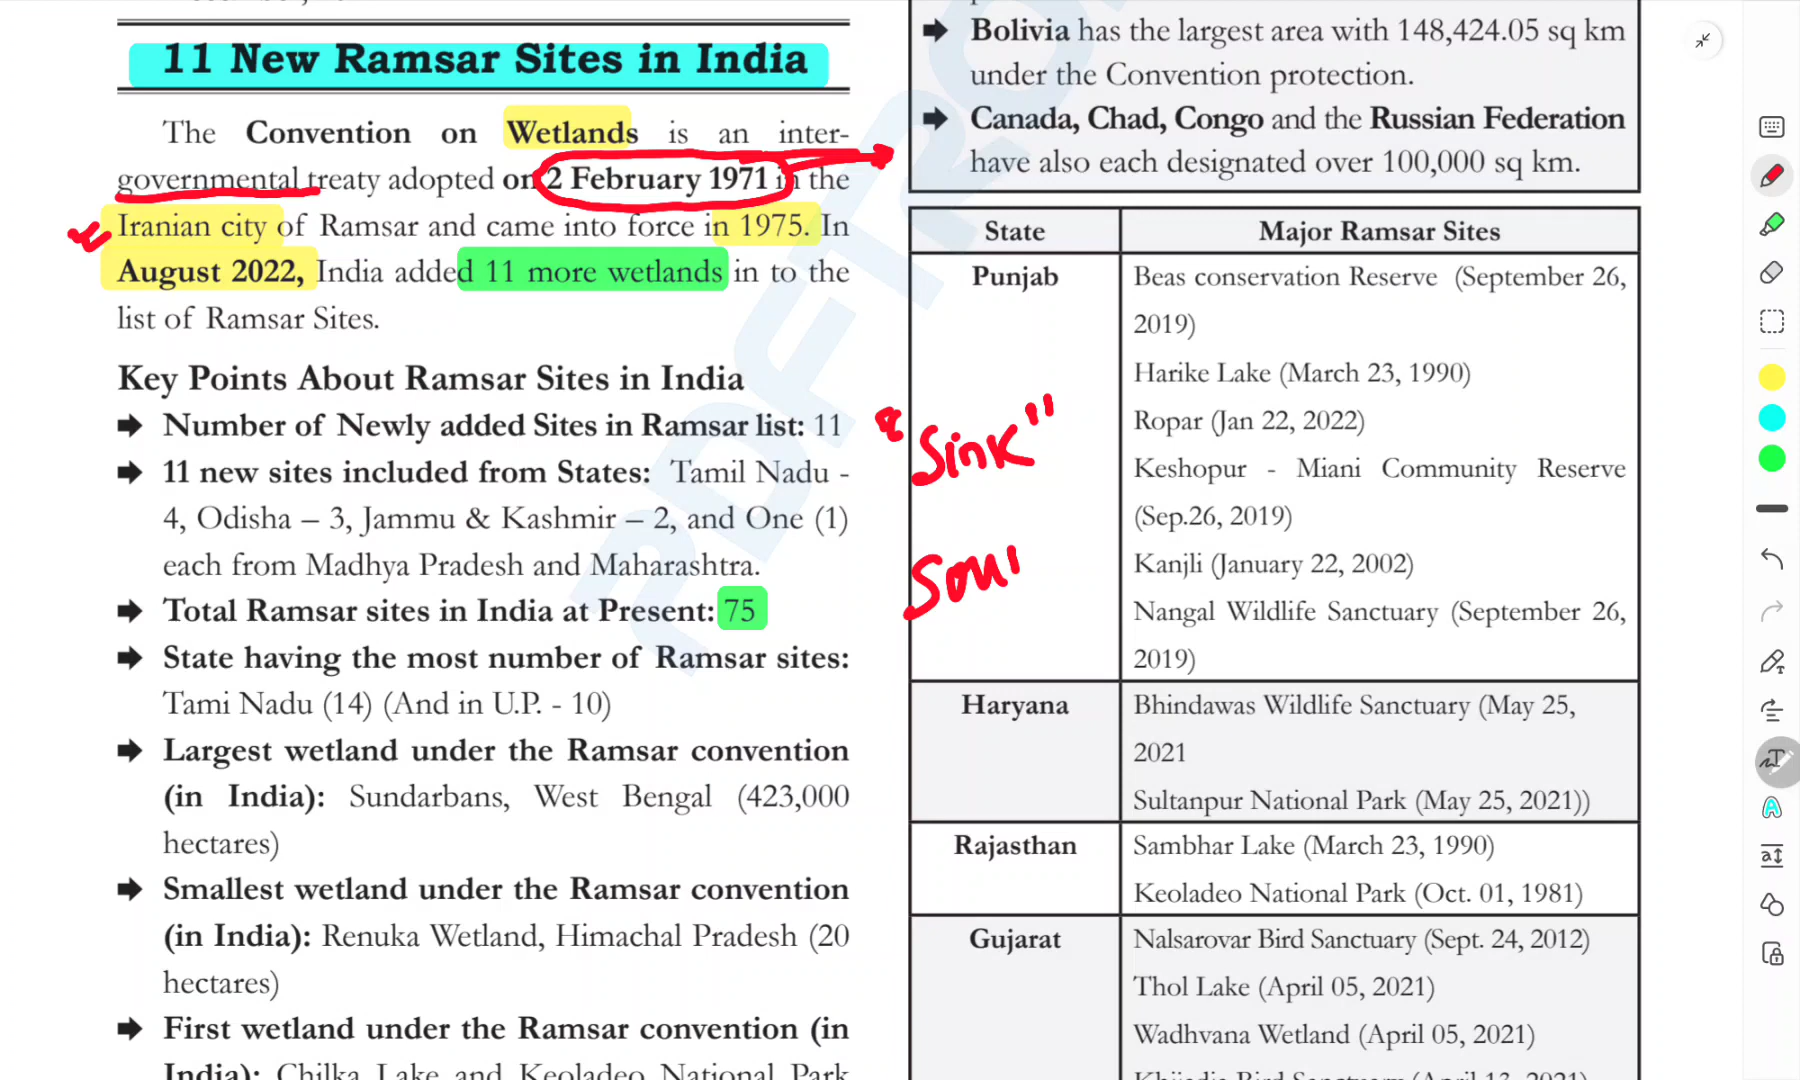 11 New Ramsar Sites in India
The Convention on Wetlands is an inter-
governmental treaty adopted on 2 February 1971 in the
Iranian city of Ramsar and came into force in 1975. In
August 2022, India added 11 more wetlands in to the
list of Ramsar Sites.
Key Points About Ramsar Sites in India
Number of Newly added Sites in Ramsar list: 11
11 new sites included from States: Tamil Nadu -
4, Odisha – 3, Jammu & Kashmir – 2, and One (1)
each from Madhya Pradesh and Maharashtra.
Total Ramsar sites in India at Present: 75
State having the most number of Ramsar sites:
Tami Nadu (14) (And in U.P. - 10)
Largest wetland under the Ramsar convention
(in India): Sundarbans, West Bengal (423,000
hectares)
Smallest wetland under the Ramsar convention
(in India): Renuka Wetland, Himachal Pradesh (20
hectares)
First wetland under the Ramsar convention (in
India): Chilka Lake and Keoladeo National Park
Bolivia has the largest area with 148,424.05 sq km
under the Convention protection.
Canada, Chad, Congo and the Russian Federation
have also each designated over 100,000 sq km.
State Major Ramsar Sites
Punjab Beas conservation Reserve (September 26,
2019)
Harike Lake (March 23, 1990)
Ropar (Jan 22, 2022)
Keshopur - Miani Community Reserve
(Sep.26, 2019)
Kanjli (January 22, 2002)
Nangal Wildlife Sanctuary (September 26,
2019)
"Sink"
Haryana Bhindawas Wildlife Sanctuary (May 25,
2021
Sultanpur National Park (May 25, 2021))
Rajasthan Sambhar Lake (March 23, 1990)
Keoladeo National Park (Oct. 01, 1981)
Gujarat Nalsarovar Bird Sanctuary (Sept. 24, 2012)
Thol Lake (April 05, 2021)
Wadhvana Wetland (April 05, 2021)